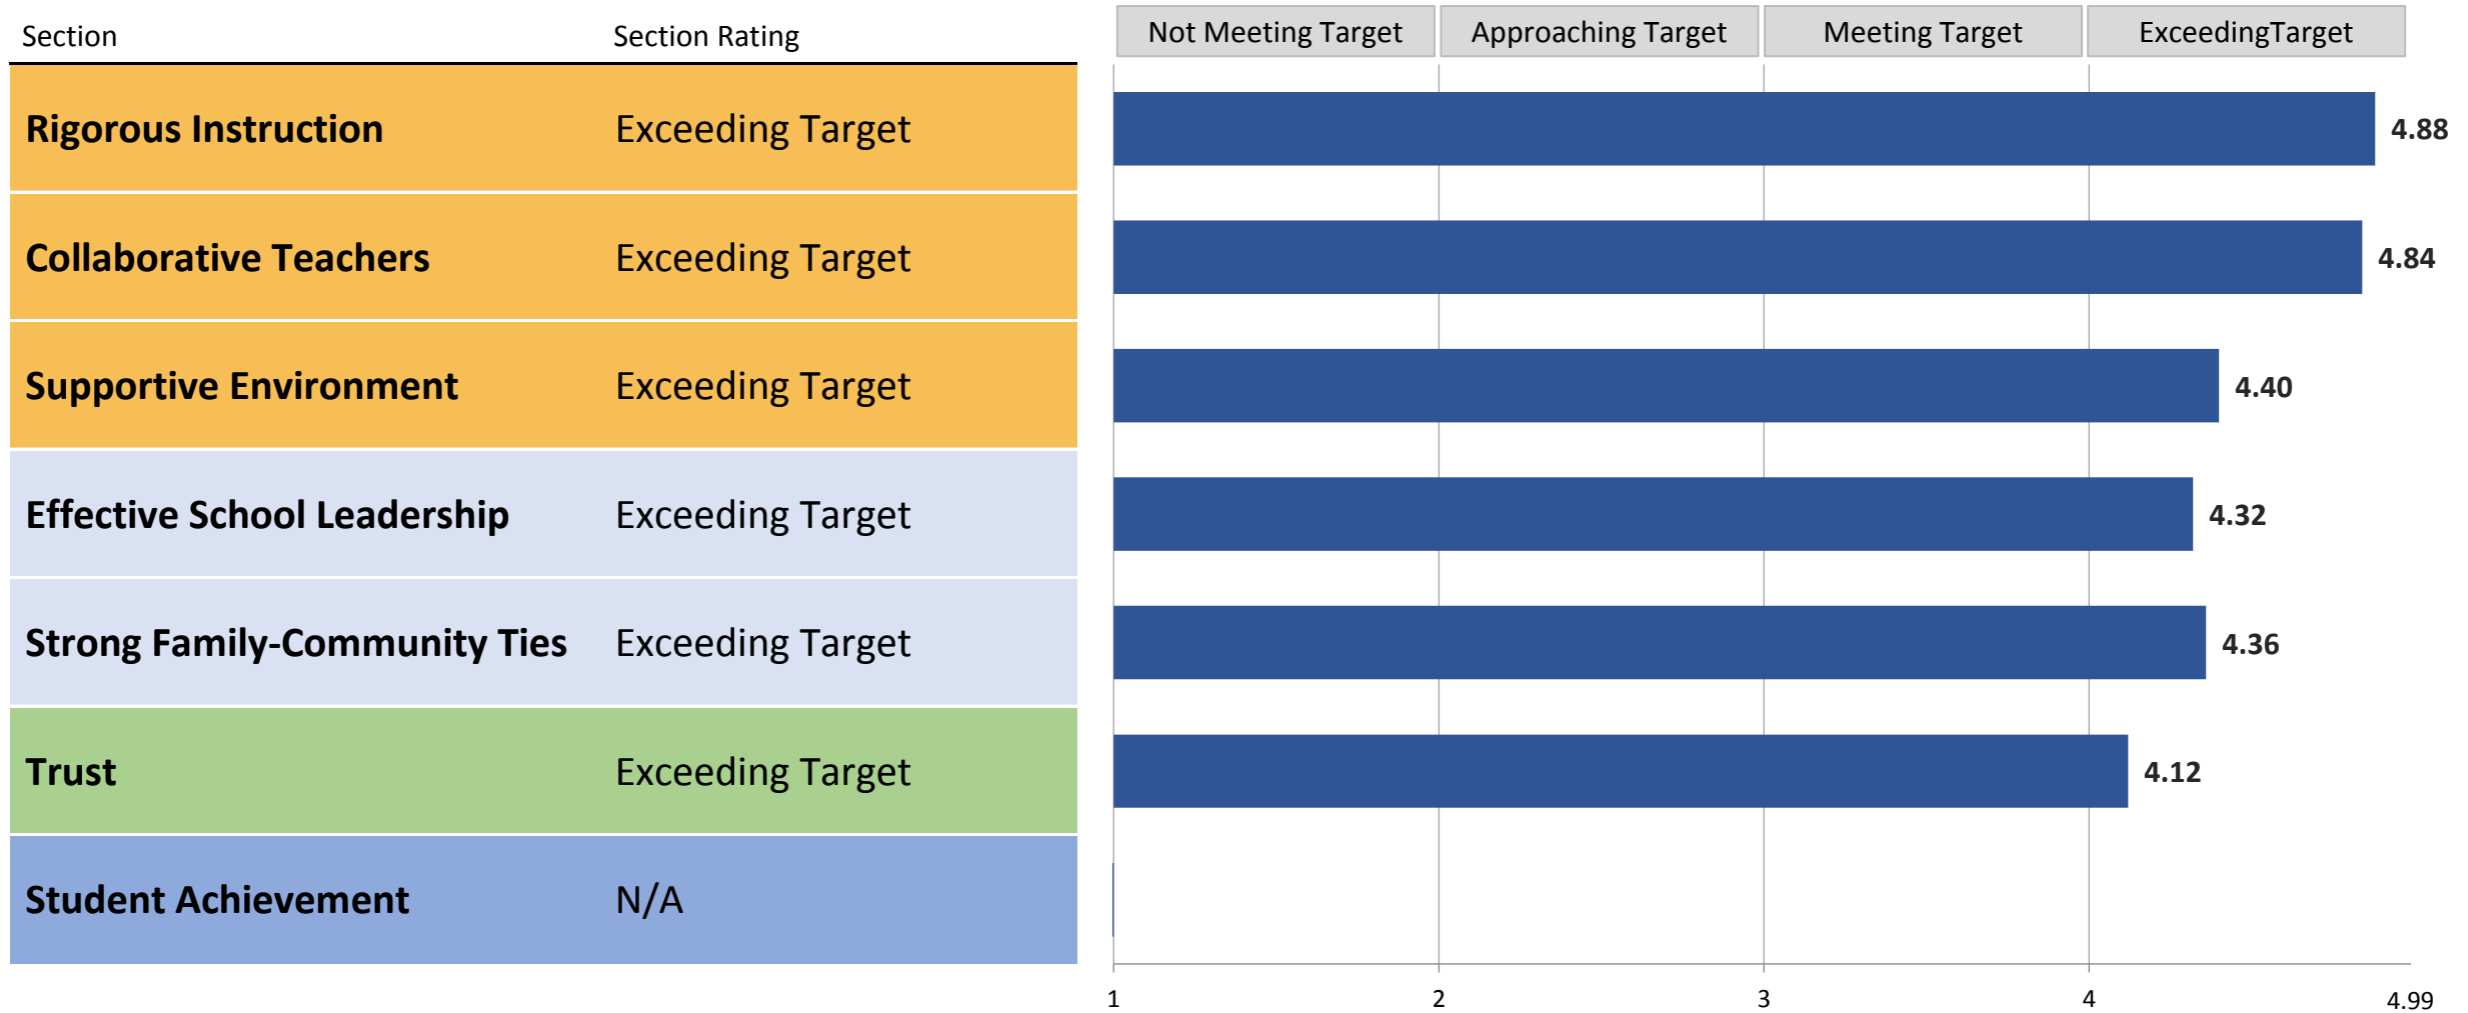 Section Section Rating Not Meeting Target Approaching Target Meeting Target ExceedingTarget
Rigorous Instruction Exceeding Target 4.88
Collaborative Teachers Exceeding Target 4.84
Supportive Environment Exceeding Target 4.40
Effective School Leadership Exceeding Target 4.32
Strong Family-Community Ties Exceeding Target 4.36
Trust Exceeding Target 4.12
Student Achievement N/A
1 2 3 4 4.99